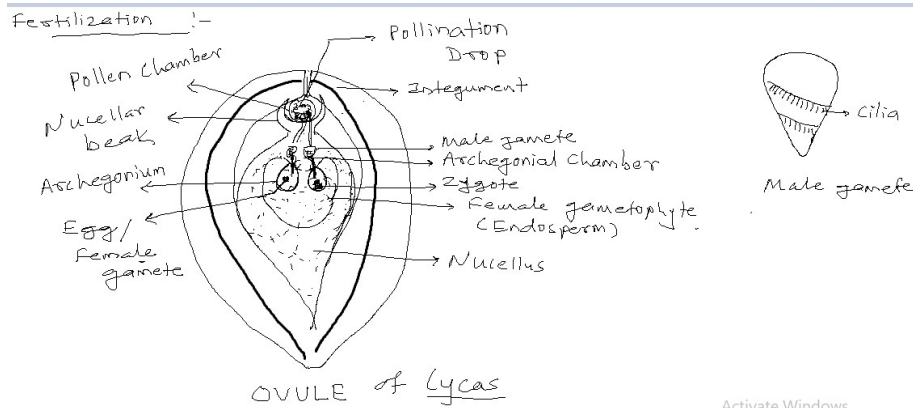 Fertilization :-
Pollination
Drop
Pollen Chamber
Integument
Nucellar
beak
Cilia
Male gamete
Archegonial Chamber
Archegonium
Zygote
Male gamete
Female gametophyte
(Endosperm)
Egg/
Female
gamete
Nucellus
OVULE of Cycas
Activate Windows